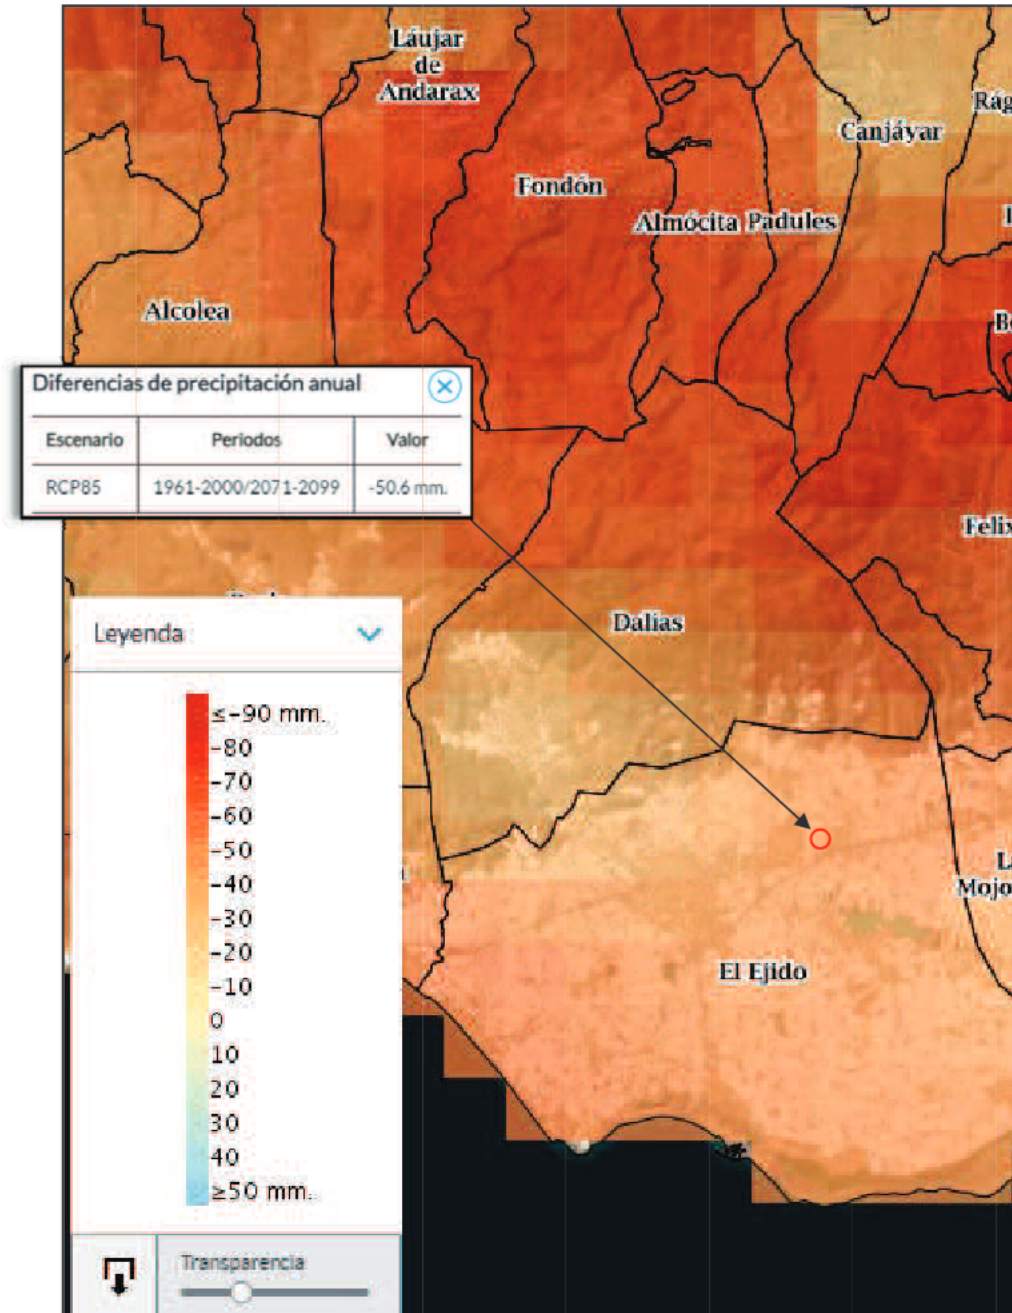 Láujar
de
Andarax
Rág
Canjáyar
Fondón
Almócita Padules
Alcolea
Diferencias de precipitación anual
Escenario Periodos Valor
RCP85 1961-2000/2071-2099 -50.6 mm.
Felix
Dalías
Leyenda
≤-90 mm.
-80
-70
-60
-50
-40
-30
-20
-10
0
10
20
30
40
≥50 mm.
Mojo
El Ejido
Transparencia